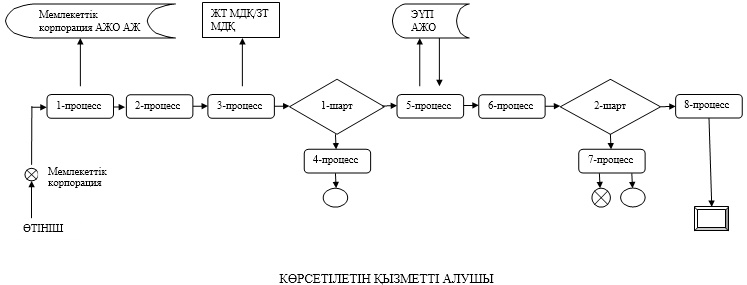 Мемлекеттік
корпорация АЖО АЖ
ЖТ МДҚ/ЗТ
МДҚ
ЭҮП
АЖО
1-процесс
2-процесс
3-процесс
1-шарт
5-процесс
6-процесс
2-шарт
8-процесс
4-процесс
7-процесс
Мемлекеттік
корпорация
ӨТІНІШ
КӨРСЕТІЛЕТІН ҚЫЗМЕТТІ АЛУШЫ